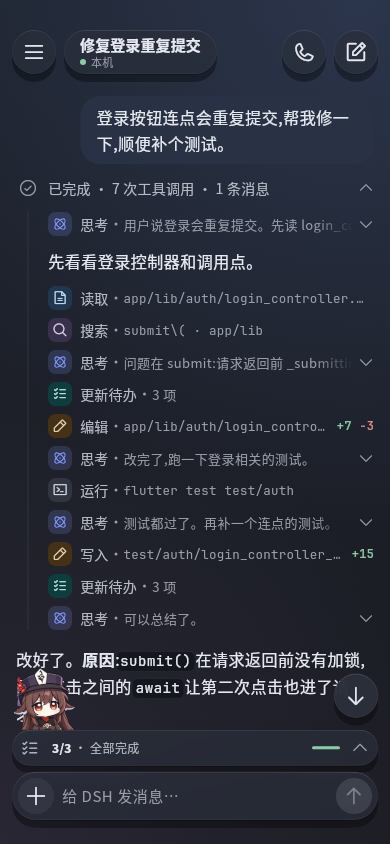 修复登录重复提交
本机
登录按钮连点会重复提交,帮我修一
下,顺便补个测试。
已完成 · 7 次工具调用 · 1 条消息
思考 · 用户说登录会重复提交。先读 login_c
先看看登录控制器和调用点。
读取 · app/lib/auth/login_controller.…
搜索 · submit\( · app/lib
思考 · 问题在 submit:请求返回前 _submitti
更新待办 · 3 项
编辑 · app/lib/auth/login_contro… +7 -3
思考 · 改完了,跑一下登录相关的测试。
运行 · flutter test test/auth
思考 · 测试都过了。再补一个连点的测试。
写入 · test/auth/login_controller_… +15
更新待办 · 3 项
思考 · 可以总结了。
改好了。原因:submit() 在请求返回前没有加锁,
击之间的 await 让第二次点击也进了
3/3 · 全部完成
给 DSH 发消息…